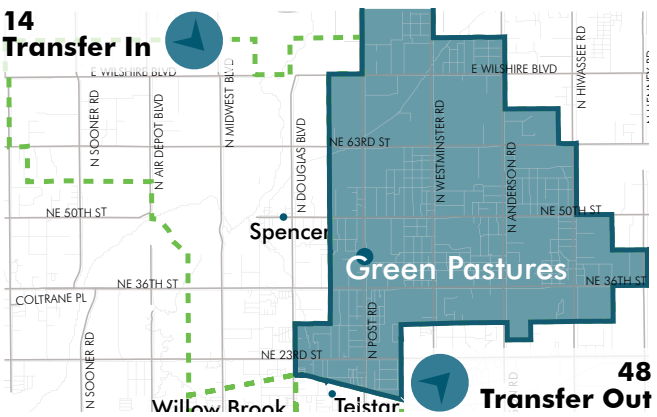 14
Transfer In
E WILSHIRE BLVD
E WILSHIRE BLVD
N SOONER RD
N AIR DEPOT BLVD
N MIDWEST BLVD
N DOUGLAS BLVD
N WESTMINSTER RD
N ANDERSON RD
N HIWASSEE RD
NE 63RD ST
NE 50TH ST
NE 50TH ST
Spencer
Green Pastures
NE 36TH ST
NE 36TH ST
COLTRANE PL
N SOONER RD
N POST RD
NE 23RD ST
Willow Brook
Telstar
48
Transfer Out
RD